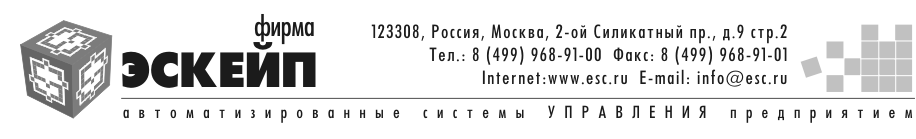 фирма
ЭСКЕЙП
123308, Россия, Москва, 2-ой Силикатный пр., д.9 стр.2
Тел.: 8 (499) 968-91-00 Факс: 8 (499) 968-91-01
Internet:www.esc.ru E-mail: info@esc.ru
автоматизированные системы УПРАВЛЕНИЯ предприятием